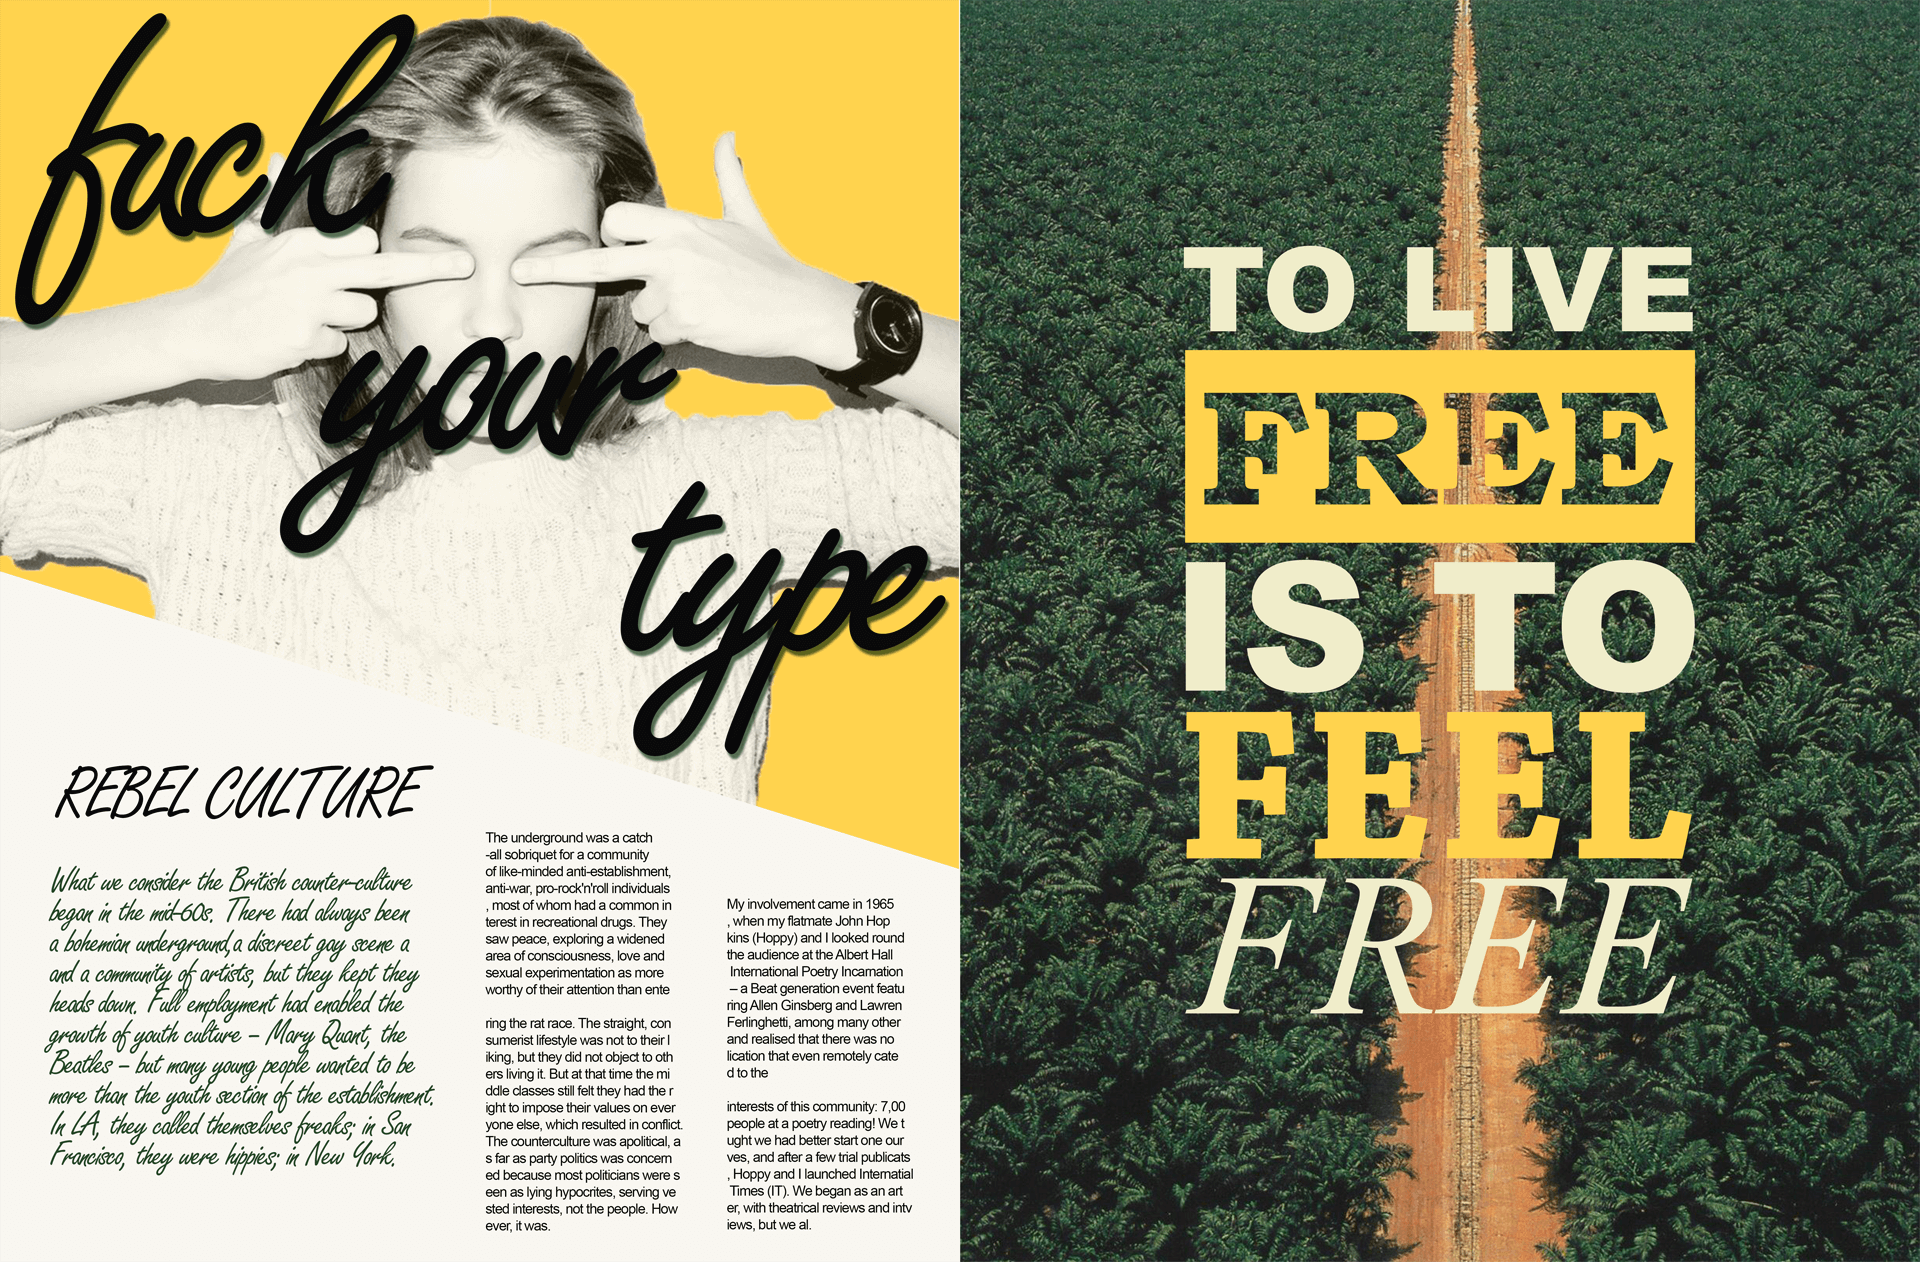 fuck
your
type
REBEL CULTURE
What we consider the British counter-culture
began in the mid-60s. There had always been
a bohemian underground,a discreet gay scene a
and a community of artists, but they kept they
heads down. Full employment had enabled the
growth of youth culture – Mary Quant, the
Beatles – but many young people wanted to be
more than the youth section of the establishment.
In LA, they called themselves freaks; in San
Francisco, they were hippies; in New York.
The underground was a catch
-all sobriquet for a community
of like-minded anti-establishment,
anti-war, pro-rock'n'roll individuals
, most of whom had a common in
terest in recreational drugs. They
saw peace, exploring a widened
area of consciousness, love and
sexual experimentation as more
worthy of their attention than ente
ring the rat race. The straight, con
sumerist lifestyle was not to their l
iking, but they did not object to oth
ers living it. But at that time the mi
ddle classes still felt they had the r
ight to impose their values on ever
yone else, which resulted in conflict.
The counterculture was apolitical, a
s far as party politics was concern
ed because most politicians were s
een as lying hypocrites, serving ve
sted interests, not the people. How
ever, it was.
My involvement came in 1965
, when my flatmate John Hop
kins (Hoppy) and I looked round
the audience at the Albert Hall
International Poetry Incarnation
– a Beat generation event featu
ring Allen Ginsberg and Lawren
Ferlinghetti, among many other
and realised that there was no
lication that even remotely cate
d to the
interests of this community: 7,00
people at a poetry reading! We t
ught we had better start one our
ves, and after a few trial publicats
, Hoppy and I launched Internatial
Times (IT). We began as an art
er, with theatrical reviews and intv
iews, but we al.
TO LIVE
FREE
IS TO
FEEL
FREE